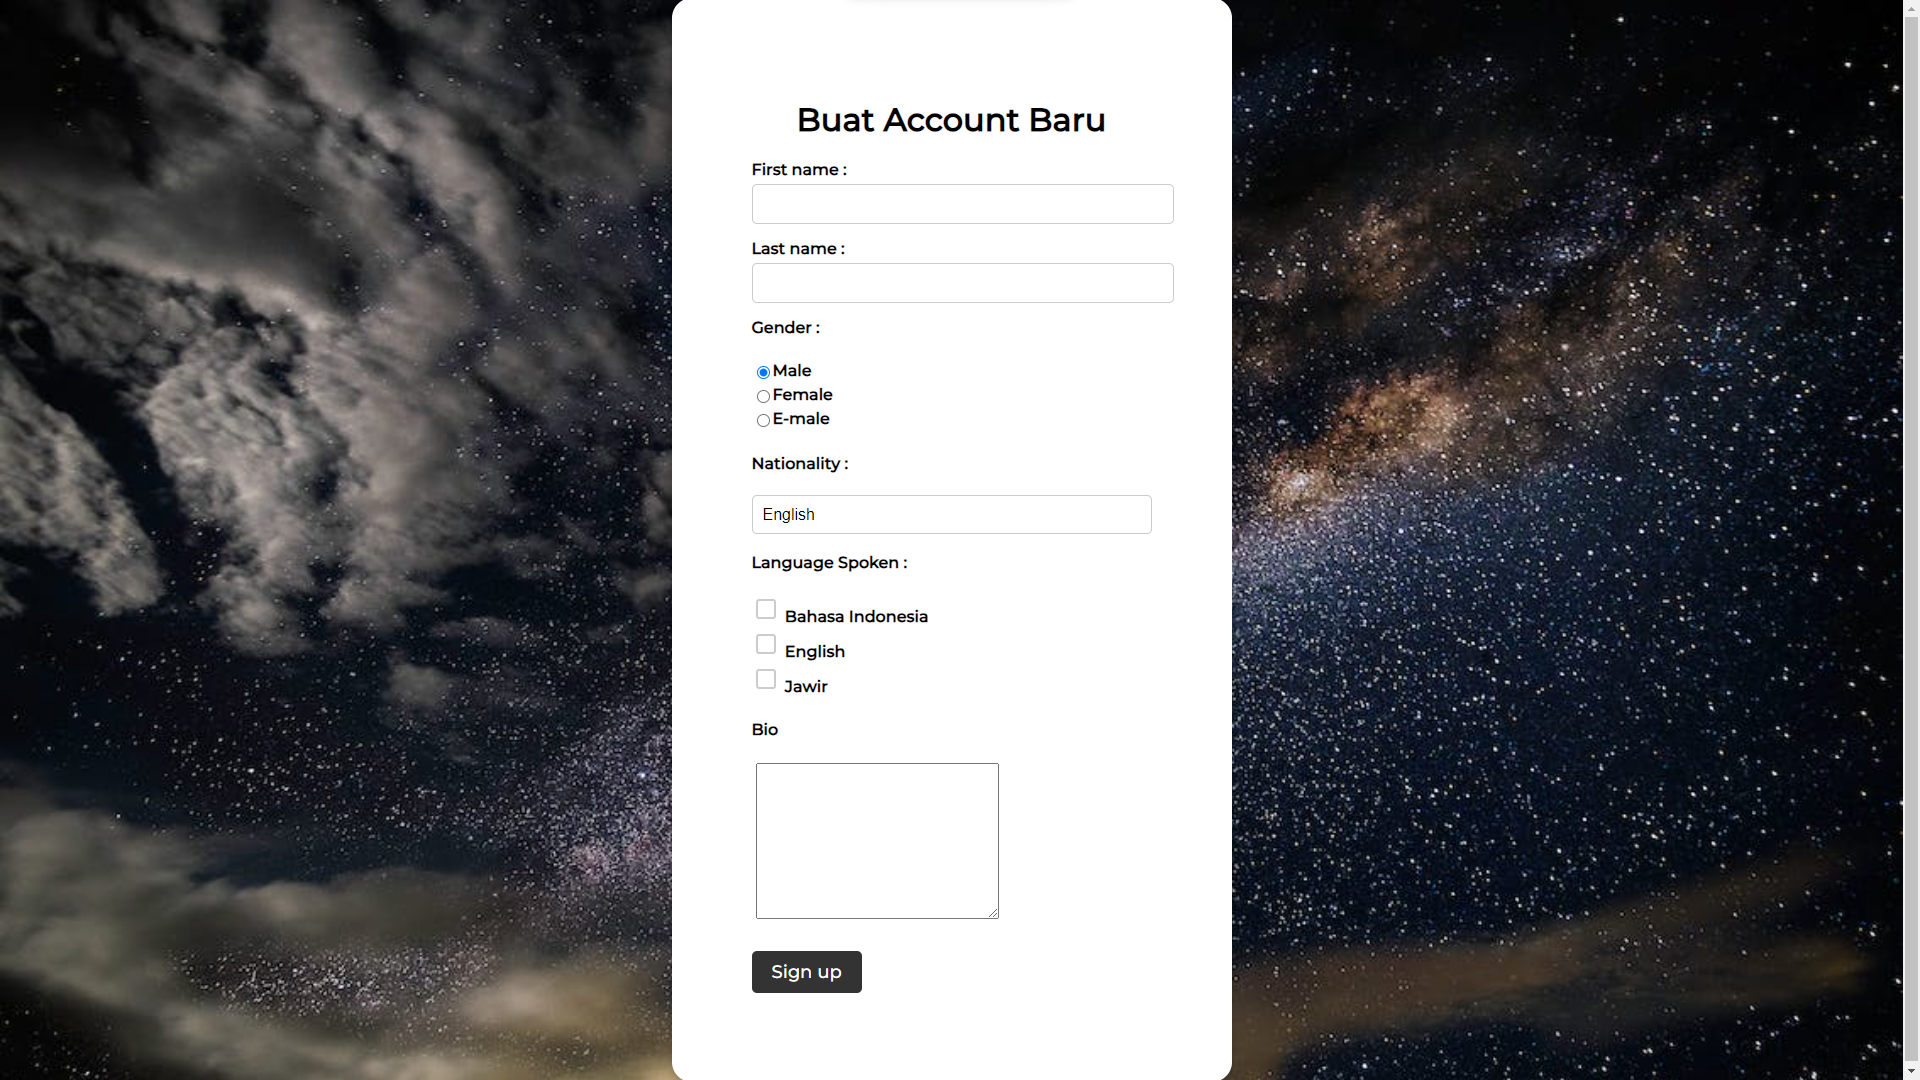 Buat Account Baru
First name :
Last name :
Gender :
Male
Female
E-male
Nationality :
English
Language Spoken :
Bahasa Indonesia
English
Jawir
Bio
Sign up